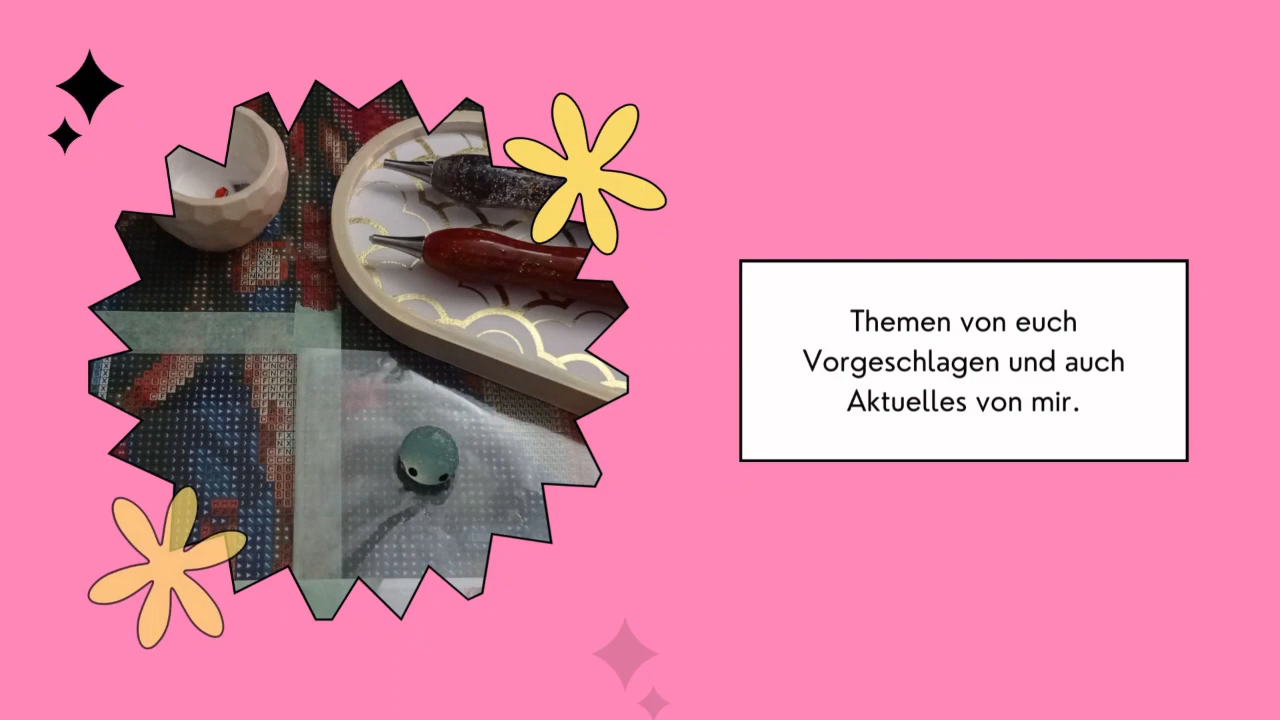 Themen von euch
Vorgeschlagen und auch
Aktuelles von mir.